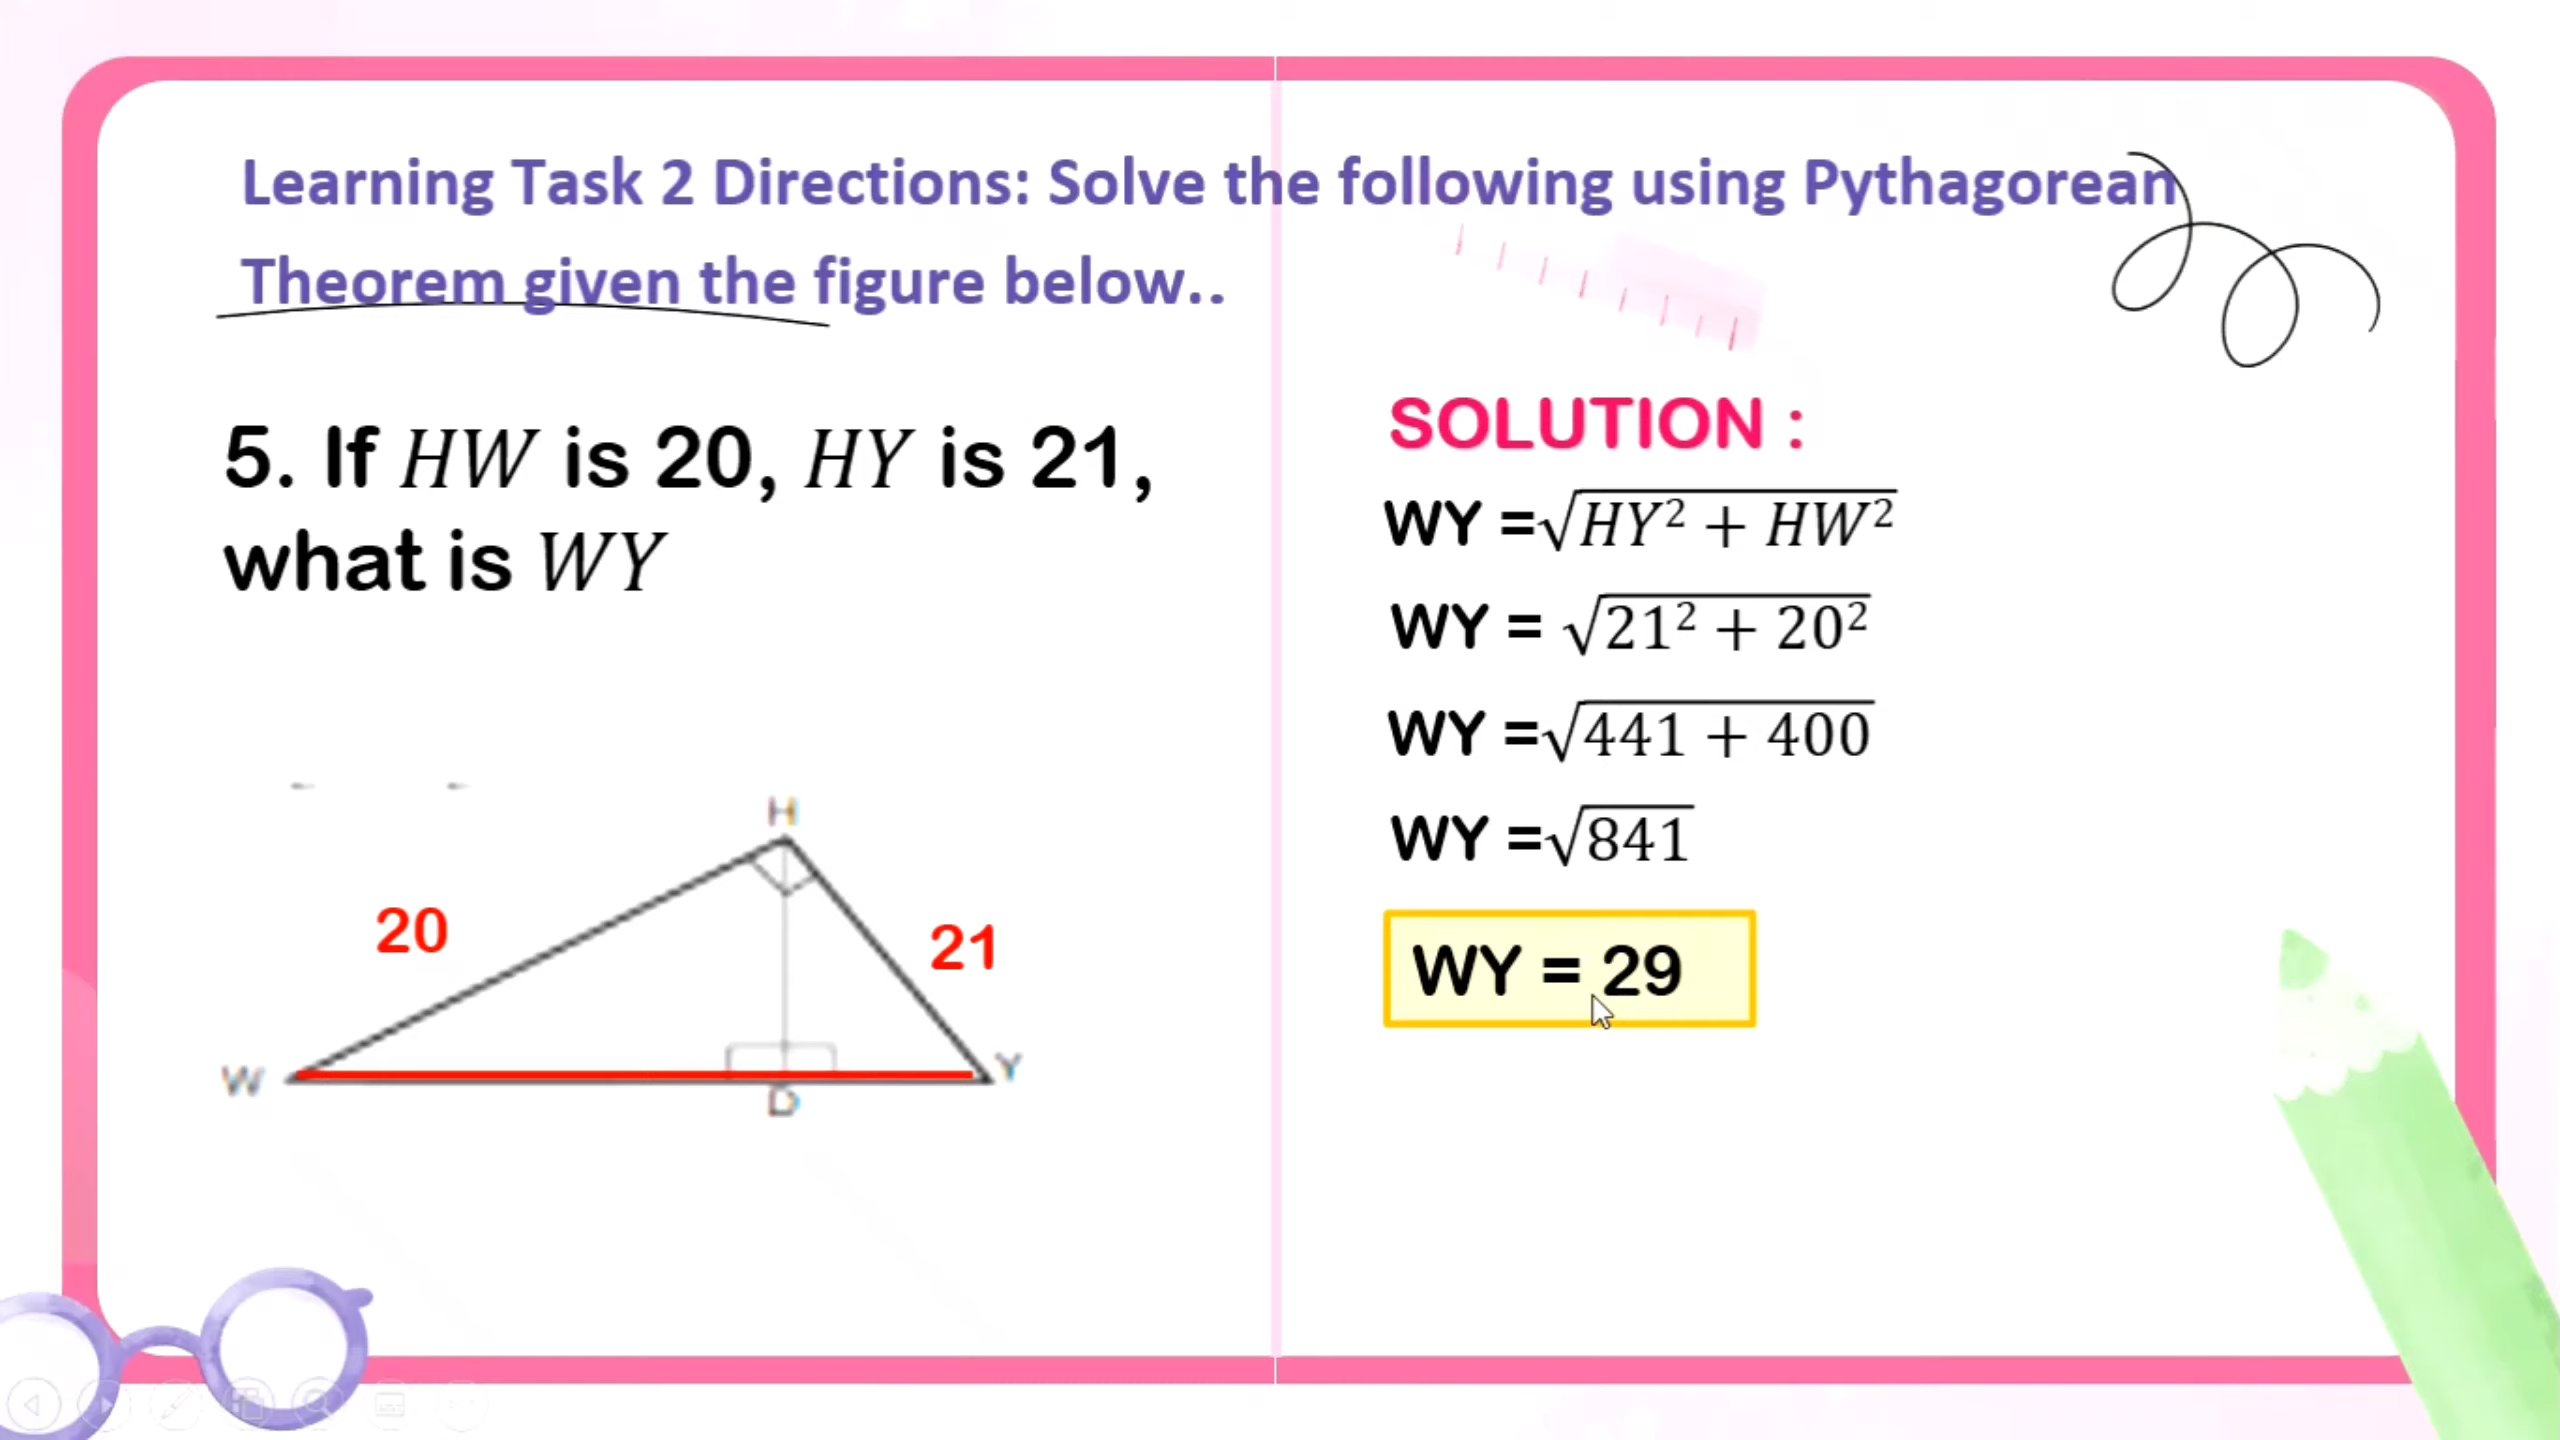 Learning Task 2 Directions: Solve the following using Pythagorean
Theorem given the figure below..
5. If HW is 20, HY is 21,
what is WY
H
20
21
W
D
Y
SOLUTION :
WY =√HY² + HW²
WY = √21² + 20²
WY =√441 + 400
WY =√841
WY = 29